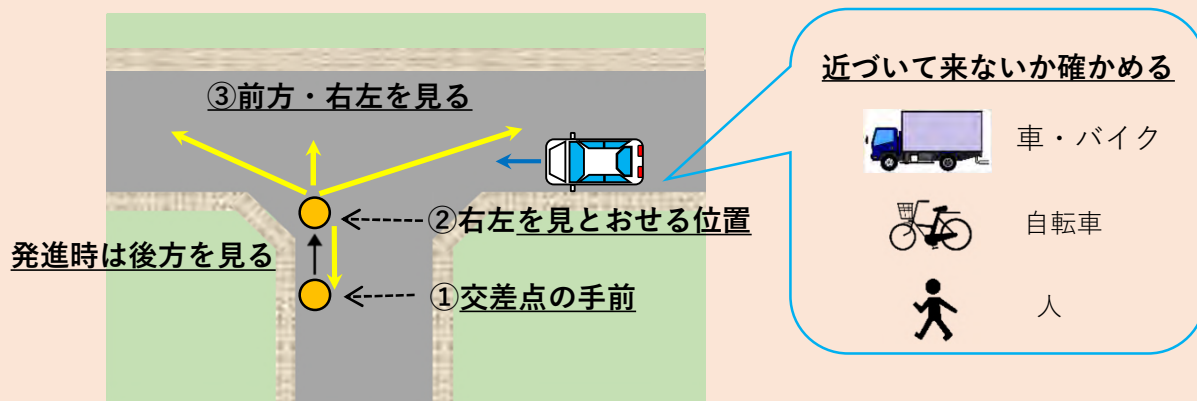 ③前方・右左を見る
②右左を見とおせる位置
発進時は後方を見る
①交差点の手前
近づいて来ないか確かめる
車・バイク
自転車
人